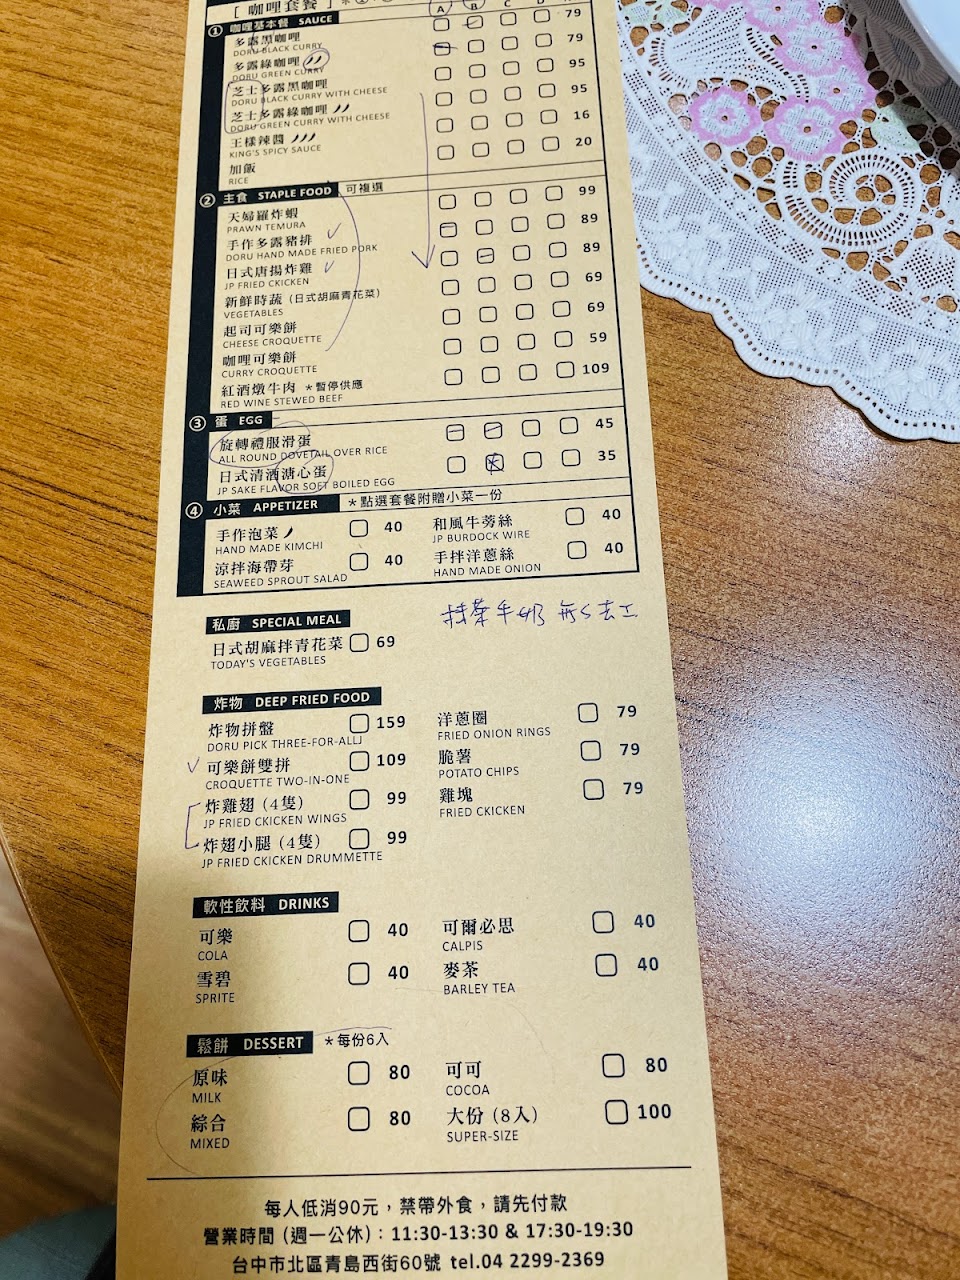 [ 咖哩套餐 ] ＊
A B C D
① 咖哩基本餐 SAUCE
多露黑咖哩 79
DORU BLACK CURRY
多露綠咖哩 79
DORU GREEN CURRY
芝士多露黑咖哩 95
DORU BLACK CURRY WITH CHEESE
芝士多露綠咖哩 95
DORU GREEN CURRY WITH CHEESE
王様辣醬 16
KING'S SPICY SAUCE
加飯 20
RICE
② 主食 STAPLE FOOD 可複選
天婦羅炸蝦 99
PRAWN TEMURA
手作多露豬排 89
DORU HAND MADE FRIED PORK
日式唐揚炸雞 89
JP FRIED CHICKEN
新鮮時蔬 (日式胡麻青花菜) 69
VEGETABLES
起司可樂餅 69
CHEESE CROQUETTE
咖哩可樂餅 59
CURRY CROQUETTE
紅酒燉牛肉 ＊暫停供應 109
RED WINE STEWED BEEF
③ 蛋 EGG
旋轉禮服滑蛋 45
ALL ROUND DOVETAIL OVER RICE
日式清酒溏心蛋 35
JP SAKE FLAVOR SOFT BOILED EGG
④ 小菜 APPETIZER ＊點選套餐附贈小菜一份
手作泡菜 40 和風牛蒡絲 40
HAND MADE KIMCHI JP BURDOCK WIRE
涼拌海帶芽 40 手拌洋蔥絲 40
SEAWEED SPROUT SALAD HAND MADE ONION
抹茶牛奶
私廚 SPECIAL MEAL
日式胡麻拌青花菜 69
TODAY'S VEGETABLES
炸物 DEEP FRIED FOOD
炸物拼盤 159 洋蔥圈 79
DORU PICK THREE-FOR-ALL FRIED ONION RINGS
可樂餅雙拼 109 脆薯 79
CROQUETTE TWO-IN-ONE POTATO CHIPS
炸雞翅 (4隻) 99 雞塊 79
JP FRIED CHICKEN WINGS FRIED CHICKEN
炸翅小腿 (4隻) 99
JP FRIED CHICKEN DRUMMETTE
軟性飲料 DRINKS
可樂 40 可爾必思 40
COLA CALPIS
雪碧 40 麥茶 40
SPRITE BARLEY TEA
鬆餅 DESSERT ＊每份6入
原味 80 可可 80
MILK COCOA
綜合 80 大份 (8入) 100
MIXED SUPER-SIZE
每人低消90元，禁帶外食，請先付款
營業時間 (週一公休)：11:30-13:30 & 17:30-19:30
台中市北區青島西街60號 tel.04 2299-2369